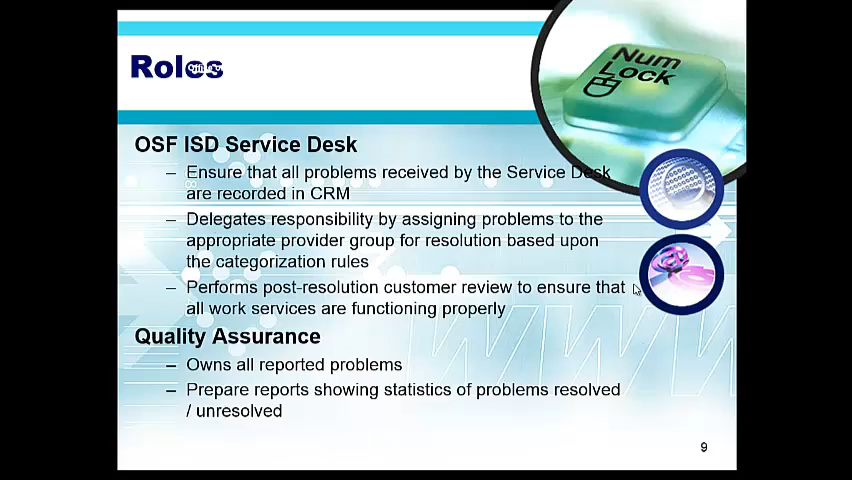 Roles
Num
Lock
OSF ISD Service Desk
– Ensure that all problems received by the Service Desk
are recorded in CRM
– Delegates responsibility by assigning problems to the
appropriate provider group for resolution based upon
the categorization rules
– Performs post-resolution customer review to ensure that
all work services are functioning properly
Quality Assurance
– Owns all reported problems
– Prepare reports showing statistics of problems resolved
/ unresolved
9